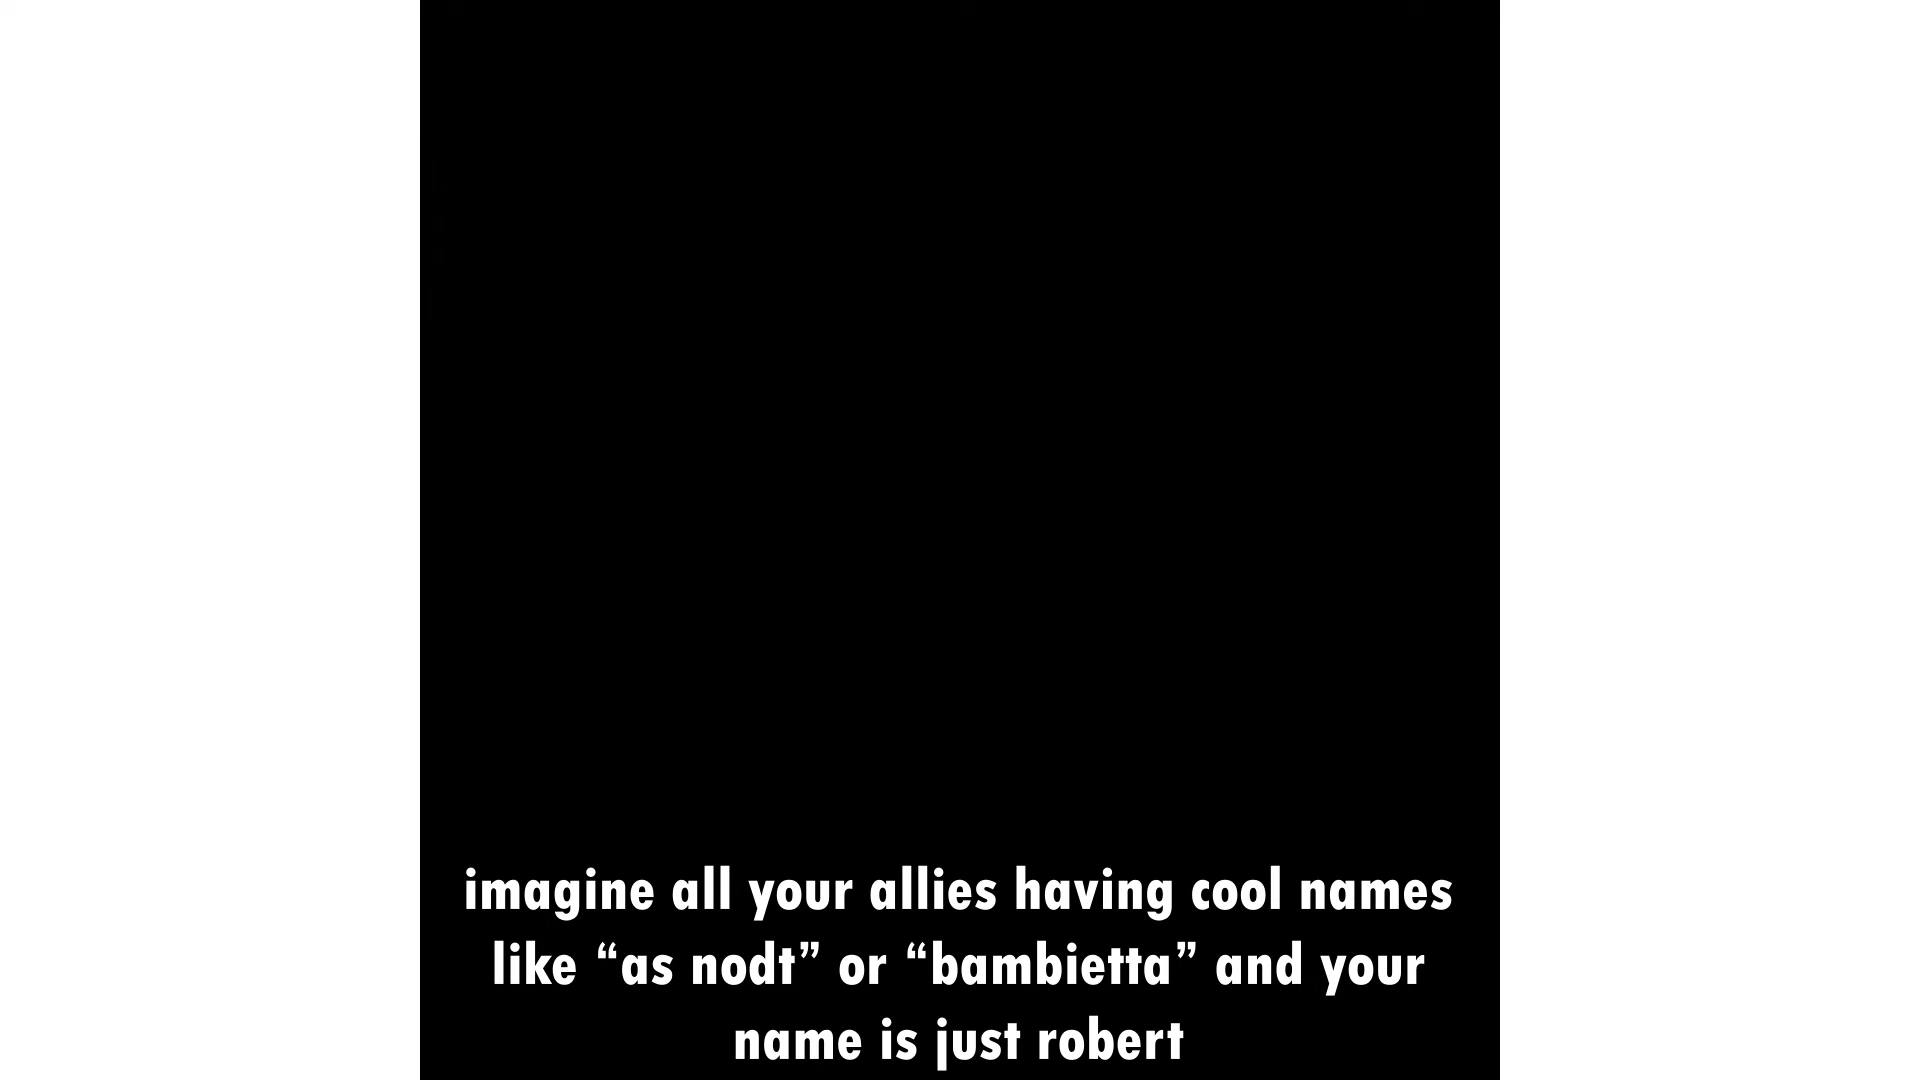 imagine all your allies having cool names
like “as nodt” or “bambietta” and your
name is just robert